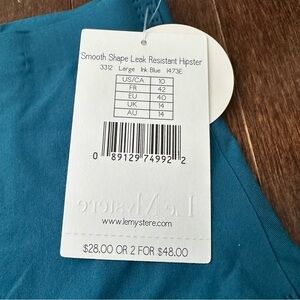 Smooth Shape Leak Resistant Hipster
3312 Large Ink Blue 1473E
US/CA 10
FR 42
EU 40
UK 14
AU 14
0 89129 74992 2
Le Mystere
www.lemystere.com
$28.00 OR 2 FOR $48.00